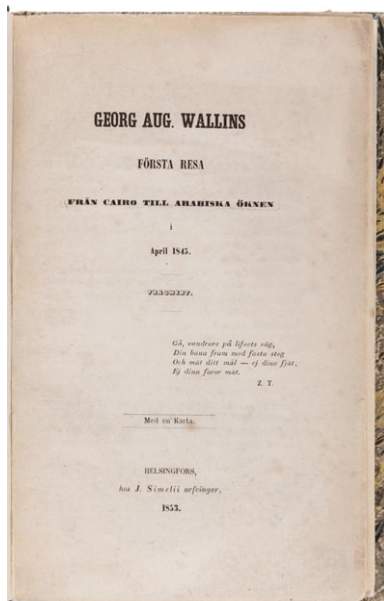 GEORG AUG. WALLINS
FÖRSTA RESA
FRÅN CAIRO TILL ARABISKA ÖKNEN
i
April 1845.
FRAGMENT.
Gå, vandrare på lifvets väg,
Din bana fram med fasta steg
Och mät ditt mål — ej dina fjät,
Ej dina faror mät.
Z. T.
Med en Karta.
HELSINGFORS,
hos J. Simelii arfvingar,
1853.